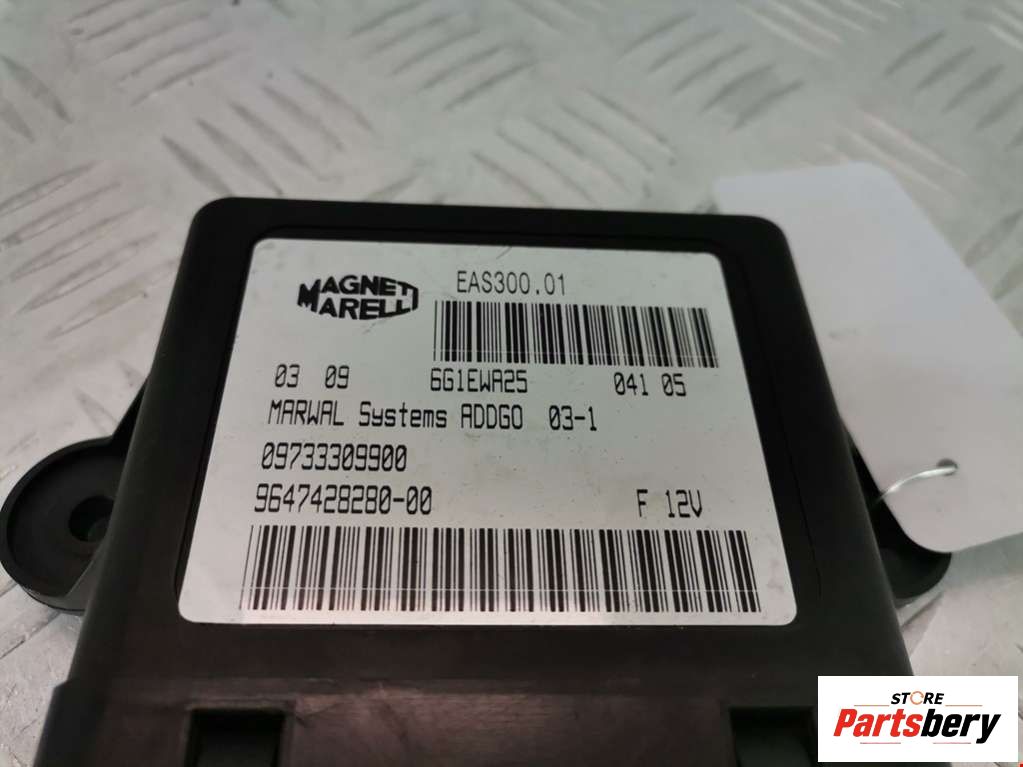 MAGNETI MARELLI
EAS300.01
03 09 6G1EWA25 041 05
MARWAL Systems ADDGO 03-1
09733309900
9647428280-00 F 12V
STORE
Partsbery